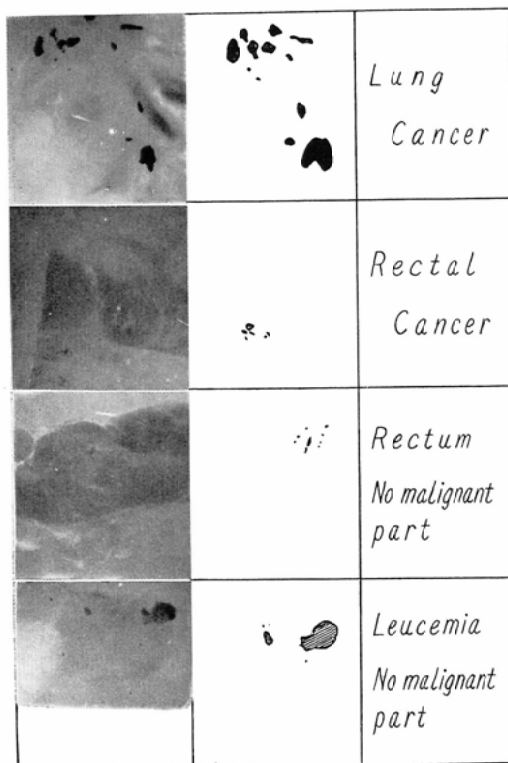 Lung
Cancer
Rectal
Cancer
Rectum
No malignant
part
Leucemia
No malignant
part